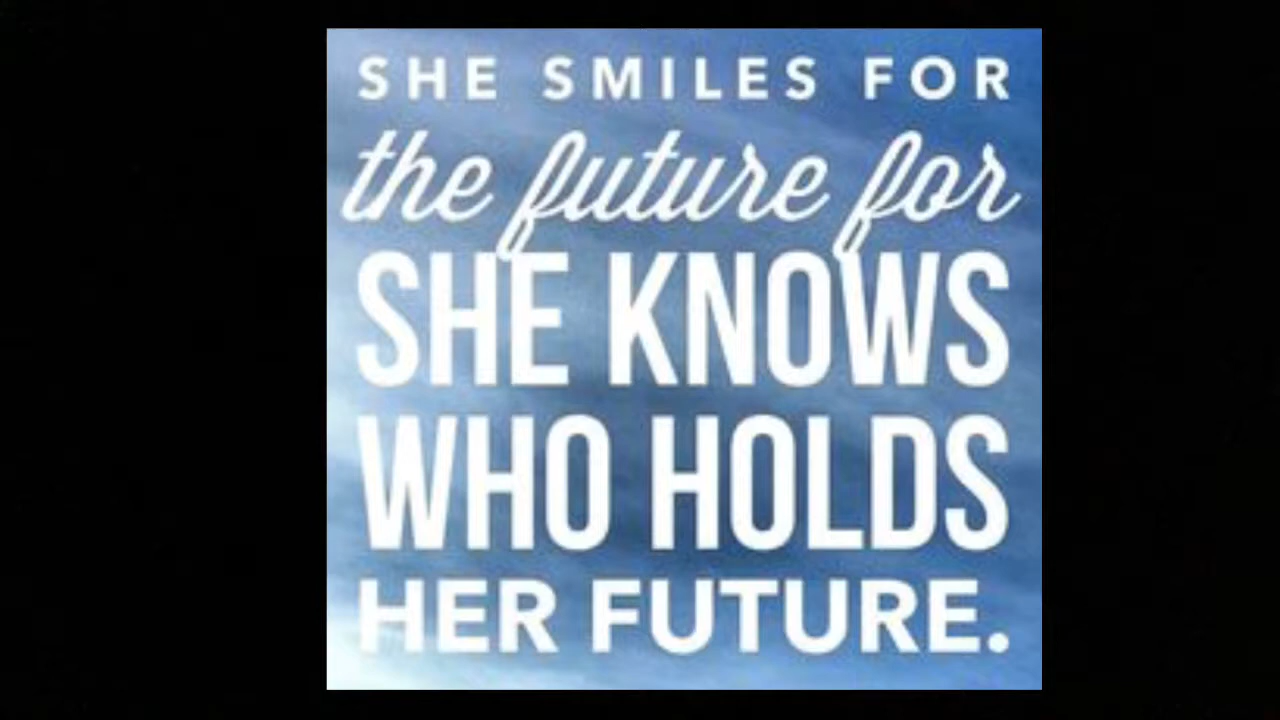 SHE SMILES FOR
the future for
SHE KNOWS
WHO HOLDS
HER FUTURE.